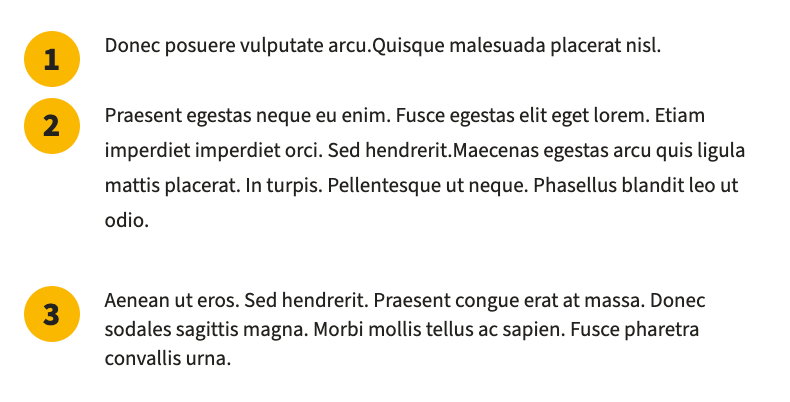 1 Donec posuere vulputate arcu.Quisque malesuada placerat nisl.
2 Praesent egestas neque eu enim. Fusce egestas elit eget lorem. Etiam
imperdiet imperdiet orci. Sed hendrerit.Maecenas egestas arcu quis ligula
mattis placerat. In turpis. Pellentesque ut neque. Phasellus blandit leo ut
odio.
3 Aenean ut eros. Sed hendrerit. Praesent congue erat at massa. Donec
sodales sagittis magna. Morbi mollis tellus ac sapien. Fusce pharetra
convallis urna.